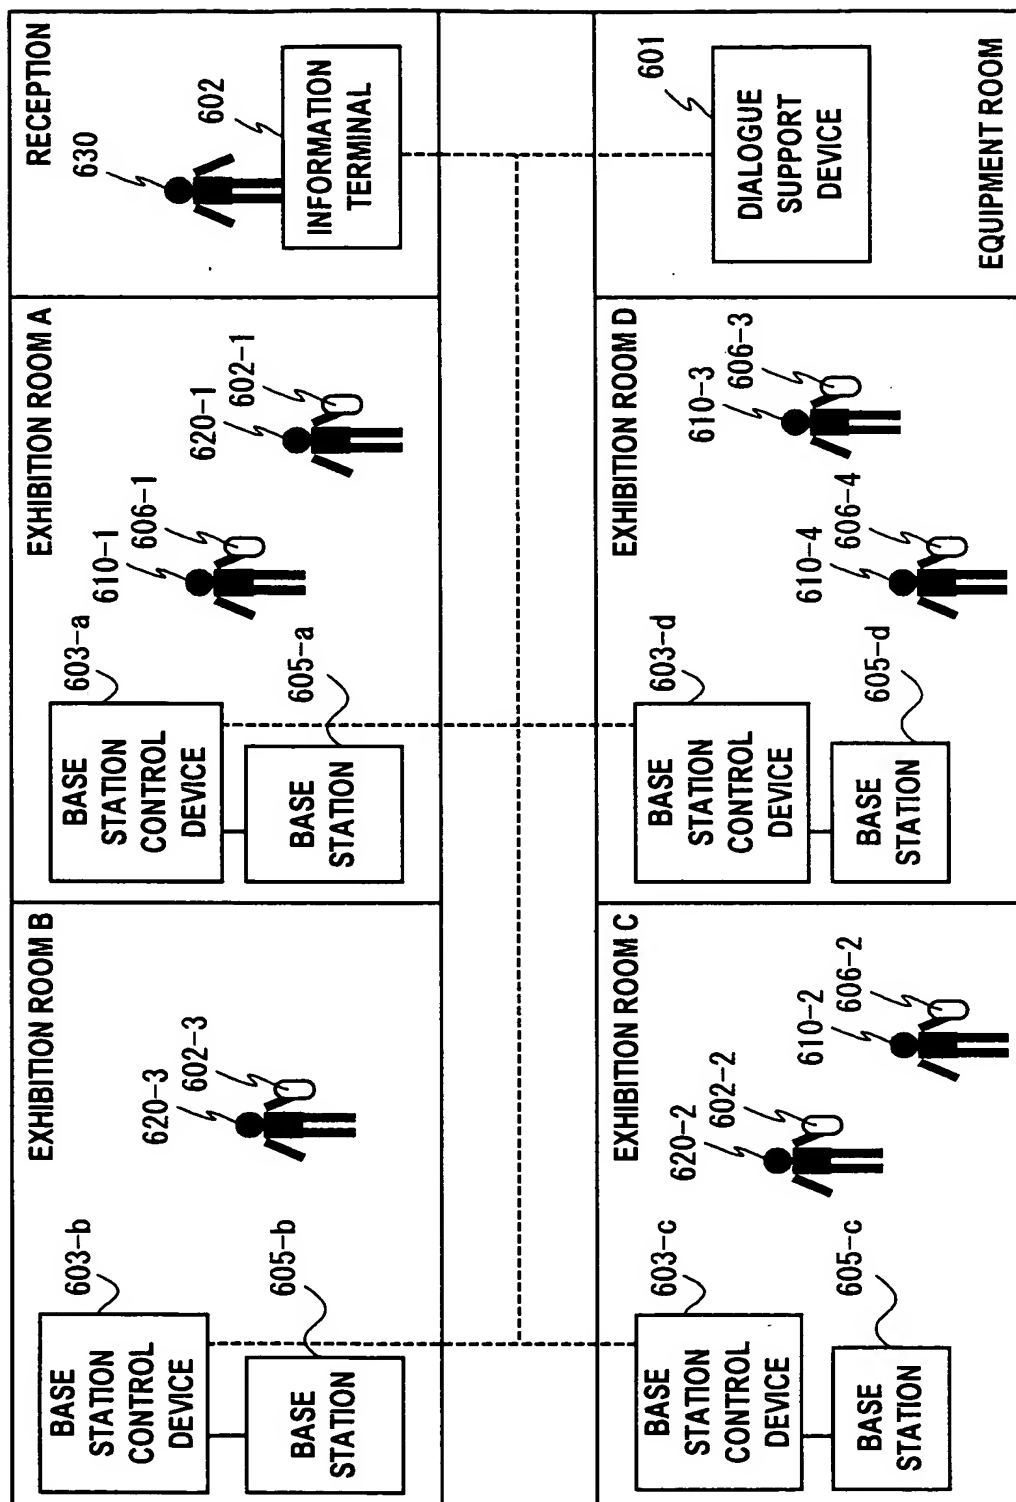 EXHIBITION ROOM B
603-b
BASE
STATION
CONTROL
DEVICE
605-b
BASE
STATION
620-3
602-3
EXHIBITION ROOM A
603-a
BASE
STATION
CONTROL
DEVICE
605-a
BASE
STATION
610-1
606-1
620-1
602-1
RECEPTION
630
602
INFORMATION
TERMINAL
EXHIBITION ROOM C
603-c
BASE
STATION
CONTROL
DEVICE
605-c
BASE
STATION
620-2
602-2
610-2
606-2
EXHIBITION ROOM D
603-d
BASE
STATION
CONTROL
DEVICE
605-d
BASE
STATION
610-4
606-4
610-3
606-3
601
DIALOGUE
SUPPORT
DEVICE
EQUIPMENT ROOM